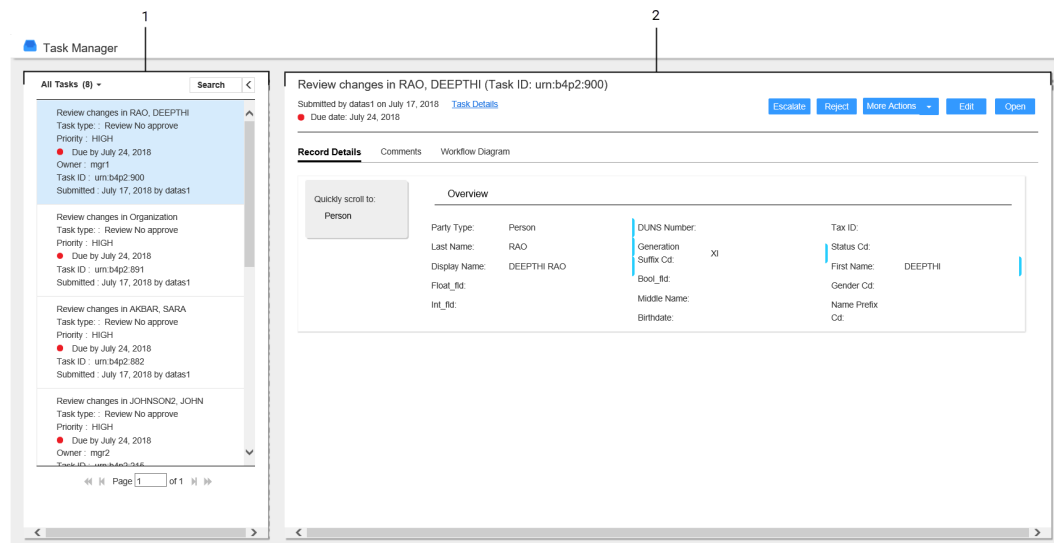 1
2
Task Manager
All Tasks (8)
Search
Review changes in RAO, DEEPTHI
Task type: : Review No approve
Priority : HIGH
Due by July 24, 2018
Owner : mgr1
Task ID : urn:b4p2:900
Submitted : July 17, 2018 by datas1
Review changes in Organization
Task type: : Review No approve
Priority : HIGH
Due by July 24, 2018
Task ID : urn:b4p2:891
Submitted : July 17, 2018 by datas1
Review changes in AKBAR, SARA
Task type: : Review No approve
Priority : HIGH
Due by July 24, 2018
Task ID : urn:b4p2:882
Submitted : July 17, 2018 by datas1
Review changes in JOHNSON2, JOHN
Task type: : Review No approve
Priority : HIGH
Due by July 24, 2018
Owner : mgr2
Task ID : urn:b4p2:215
Page 1 of 1
Review changes in RAO, DEEPTHI (Task ID: urn:b4p2:900)
Submitted by datas1 on July 17, 2018 Task Details
Due date: July 24, 2018
Escalate Reject More Actions Edit Open
Record Details Comments Workflow Diagram
Quickly scroll to:
Person
Overview
Party Type: Person
Last Name: RAO
Display Name: DEEPTHI RAO
Float_fld:
Int_fld:
DUNS Number:
Generation
Suffix Cd: XI
Bool_fld:
Middle Name:
Birthdate:
Tax ID:
Status Cd:
First Name: DEEPTHI
Gender Cd:
Name Prefix
Cd: